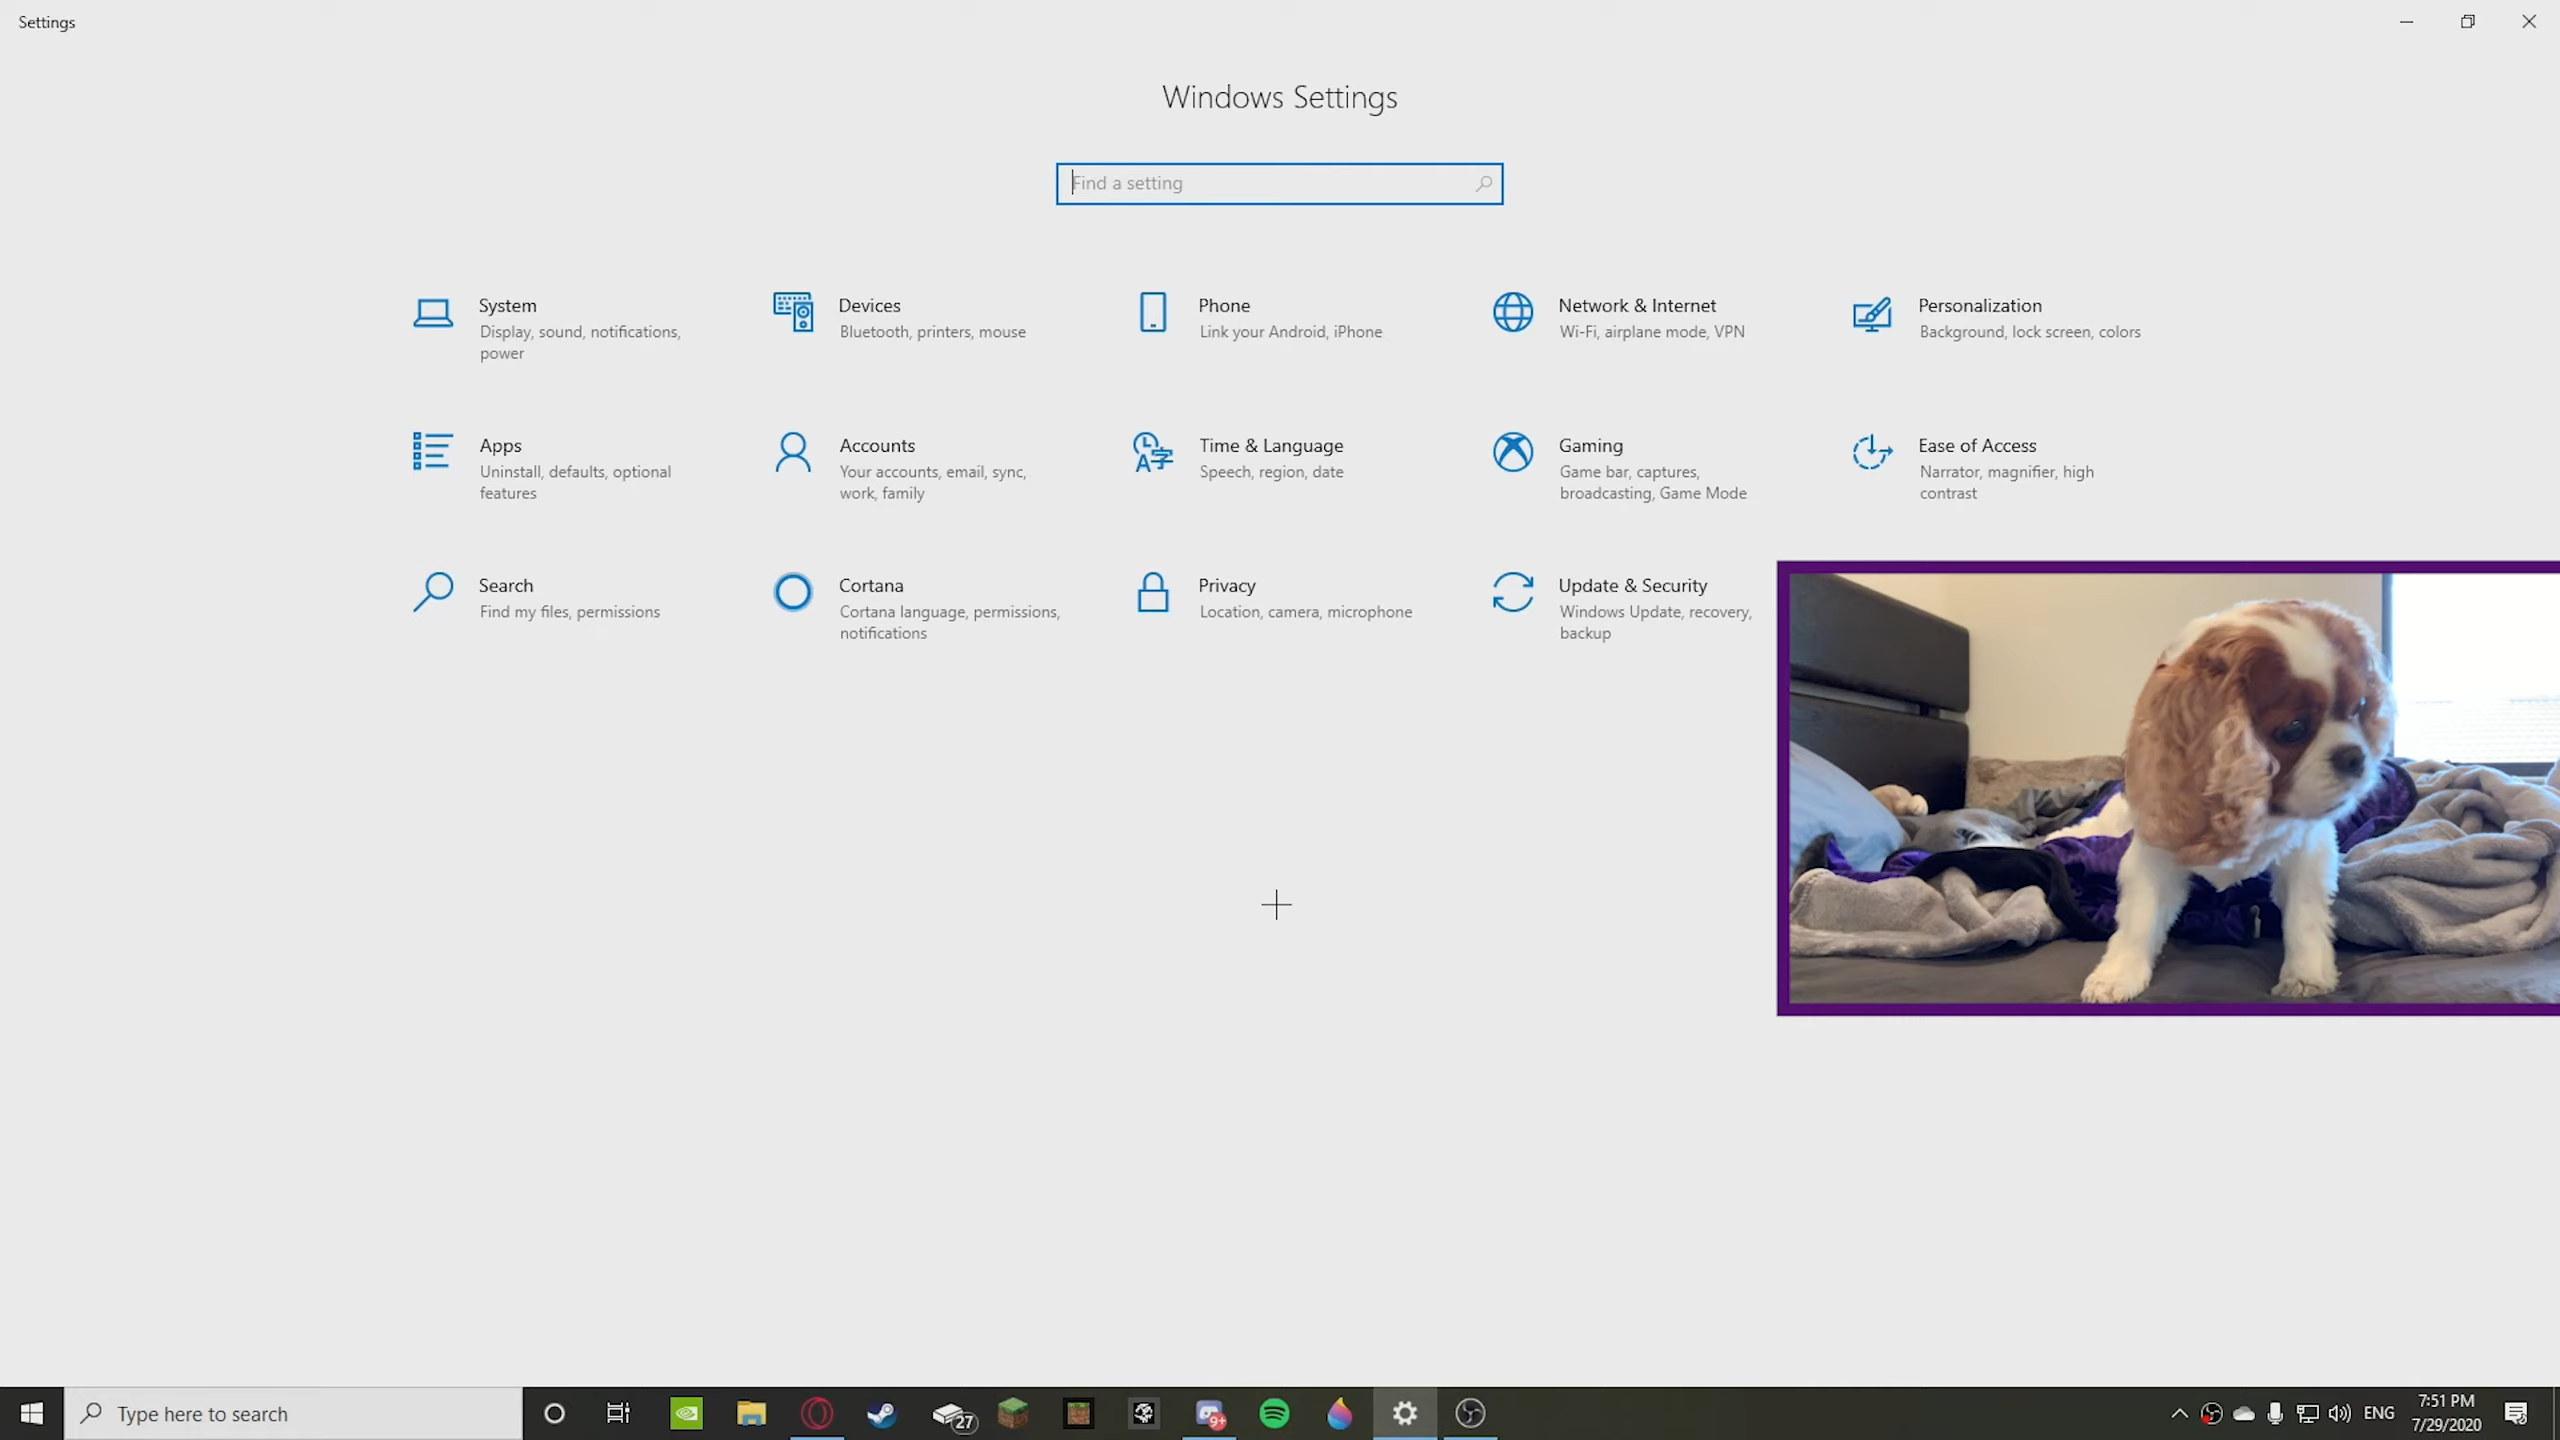 Settings
Windows Settings
Find a setting
System
Display, sound, notifications,
power
Devices
Bluetooth, printers, mouse
Phone
Link your Android, iPhone
Network & Internet
Wi-Fi, airplane mode, VPN
Personalization
Background, lock screen, colors
Apps
Uninstall, defaults, optional
features
Accounts
Your accounts, email, sync,
work, family
Time & Language
Speech, region, date
Gaming
Game bar, captures,
broadcasting, Game Mode
Ease of Access
Narrator, magnifier, high
contrast
Search
Find my files, permissions
Cortana
Cortana language, permissions,
notifications
Privacy
Location, camera, microphone
Update & Security
Windows Update, recovery,
backup
Type here to search
27
9+
ENG
7:51 PM
7/29/2020